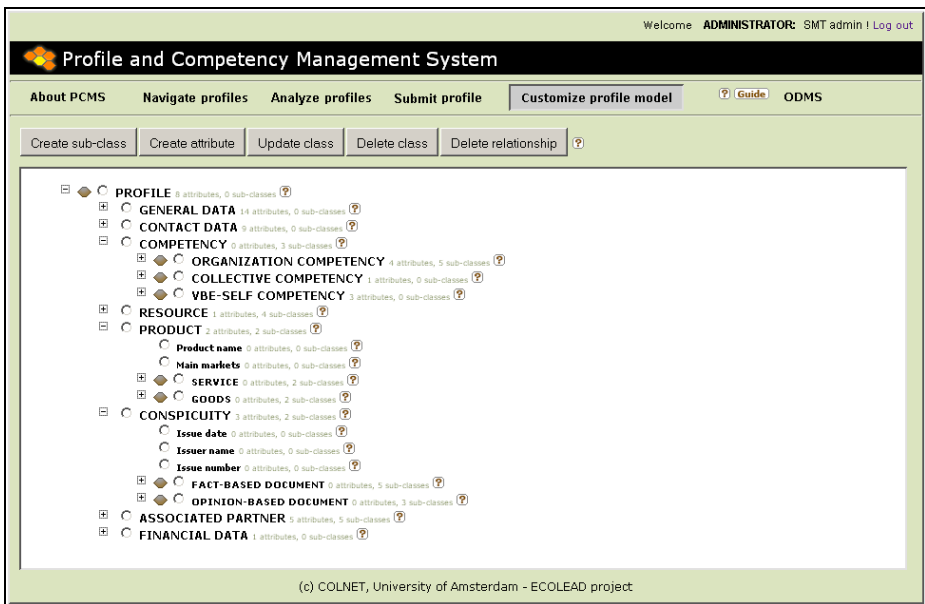 Welcome ADMINISTRATOR: SMT admin ! Log out
Profile and Competency Management System
About PCMS Navigate profiles Analyze profiles Submit profile Customize profile model ? Guide ODMS
Create sub-class Create attribute Update class Delete class Delete relationship ?
PROFILE 8 attributes, 0 sub-classes ?
GENERAL DATA 14 attributes, 0 sub-classes ?
CONTACT DATA 9 attributes, 0 sub-classes ?
COMPETENCY 0 attributes, 3 sub-classes ?
ORGANIZATION COMPETENCY 4 attributes, 5 sub-classes ?
COLLECTIVE COMPETENCY 1 attributes, 0 sub-classes ?
VBE-SELF COMPETENCY 3 attributes, 0 sub-classes ?
RESOURCE 1 attributes, 4 sub-classes ?
PRODUCT 2 attributes, 2 sub-classes ?
Product name 0 attributes, 0 sub-classes ?
Main markets 0 attributes, 0 sub-classes ?
SERVICE 0 attributes, 2 sub-classes ?
GOODS 0 attributes, 2 sub-classes ?
CONSPICUITY 3 attributes, 2 sub-classes ?
Issue date 0 attributes, 0 sub-classes ?
Issuer name 0 attributes, 0 sub-classes ?
Issue number 0 attributes, 0 sub-classes ?
FACT-BASED DOCUMENT 0 attributes, 5 sub-classes ?
OPINION-BASED DOCUMENT 0 attributes, 3 sub-classes ?
ASSOCIATED PARTNER 5 attributes, 5 sub-classes ?
FINANCIAL DATA 1 attributes, 0 sub-classes ?
(c) COLNET, University of Amsterdam - ECOLEAD project